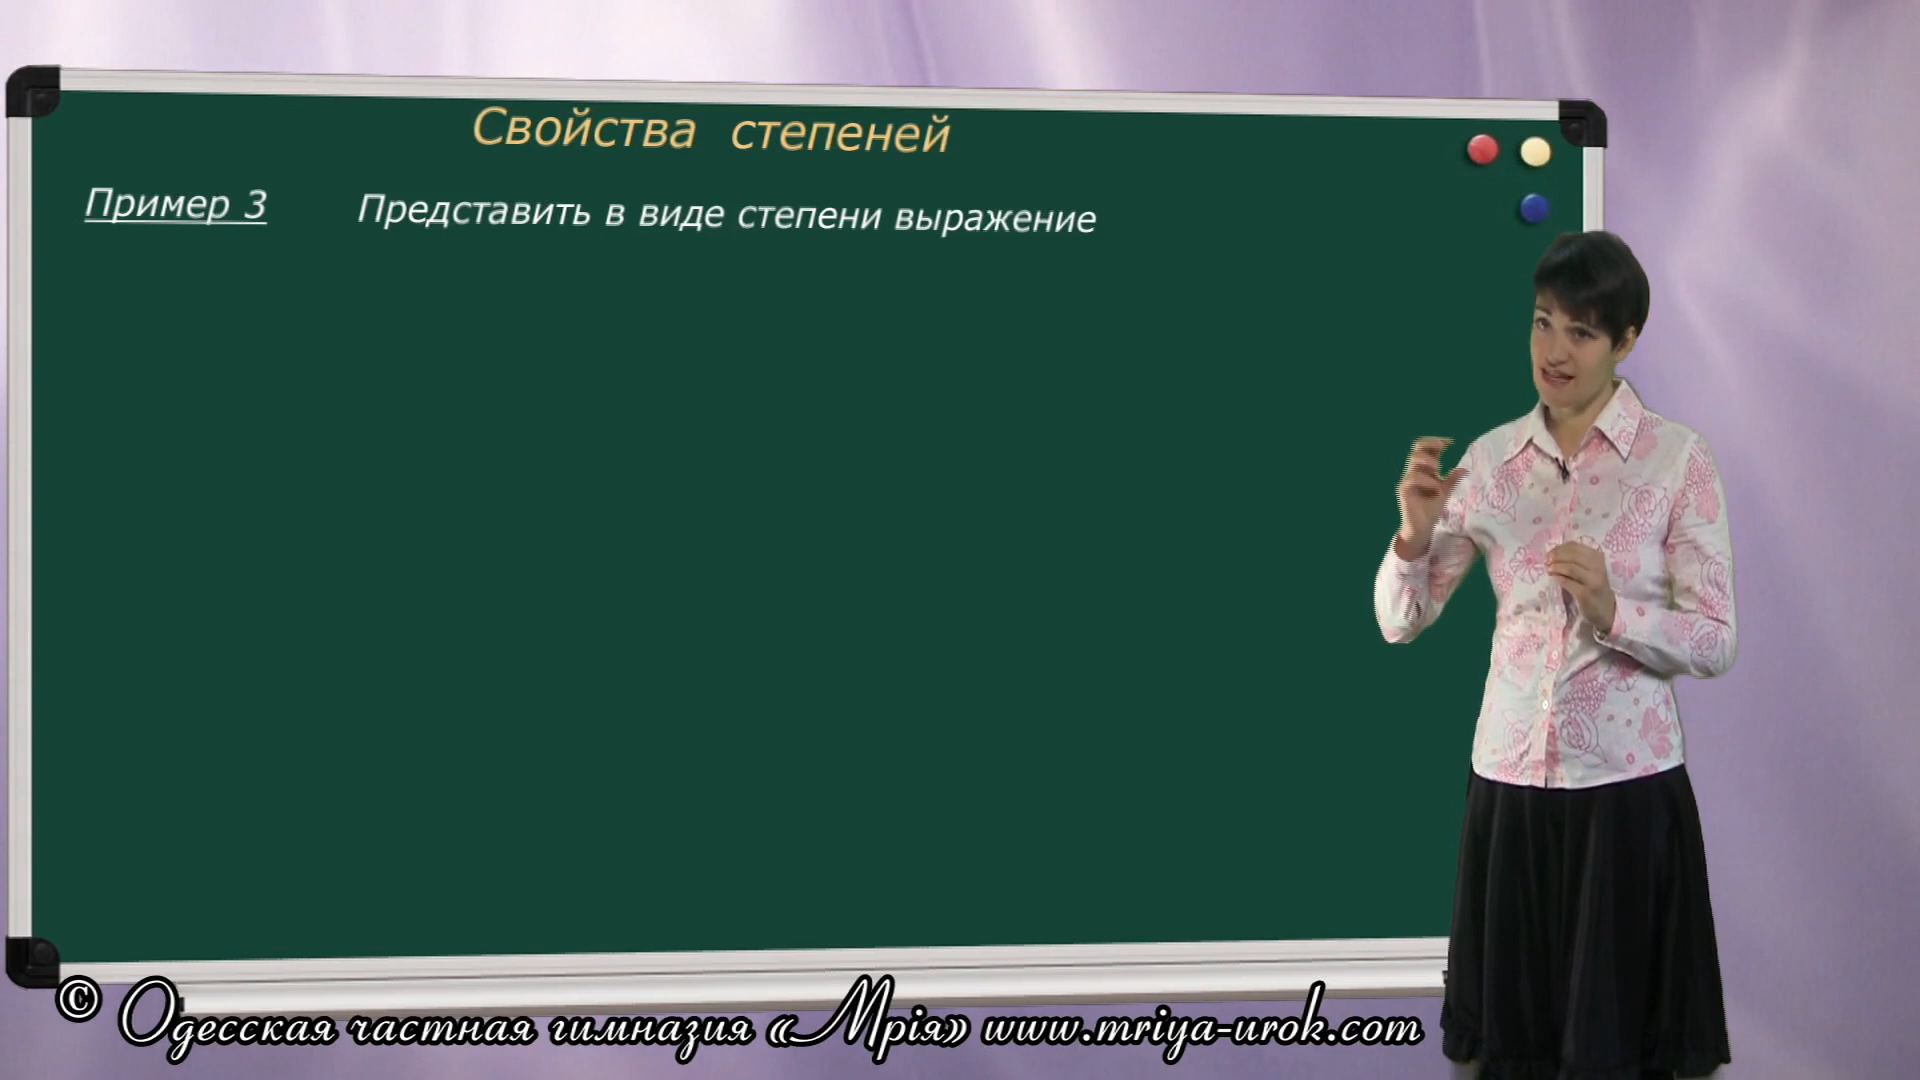 Свойства степеней
Пример 3 Представить в виде степени выражение
© Одесская частная гимназия «Мрія» www.mriya-urok.com